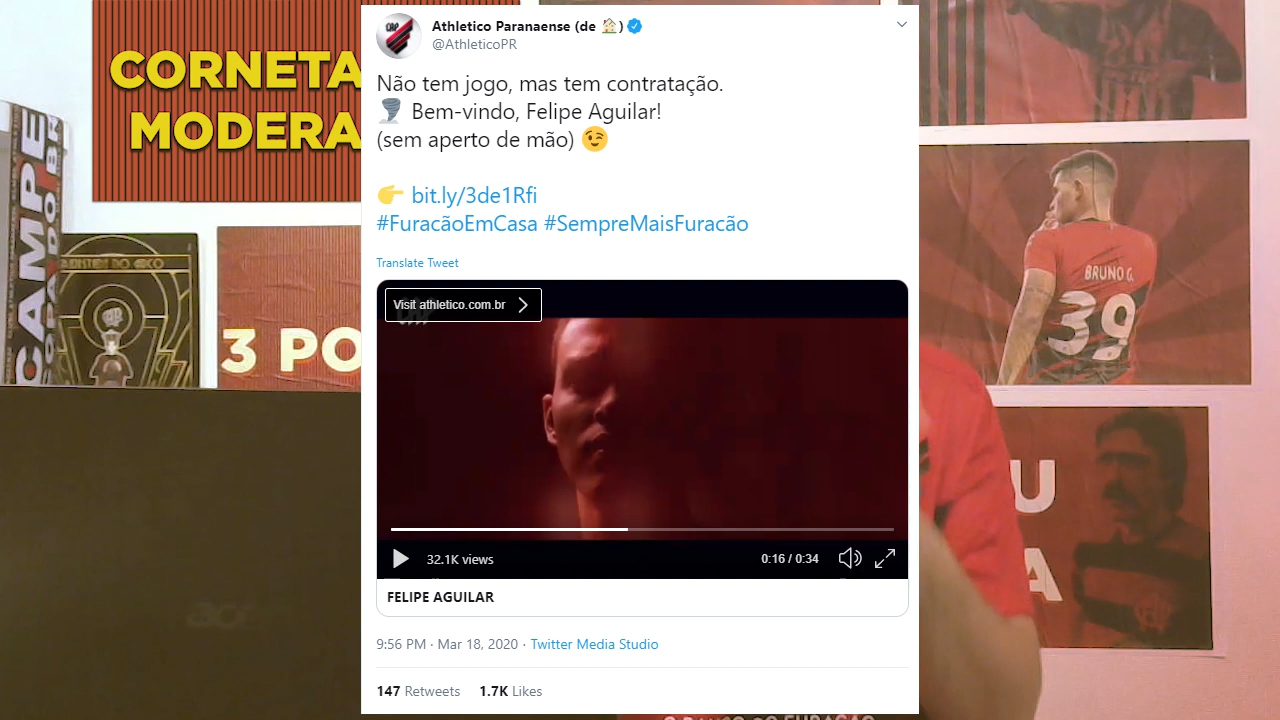 CORNETA
MODERA
CAMPE
3 PO
Athletico Paranaense (de 🏠)
@AthleticoPR
Não tem jogo, mas tem contratação.
🌪 Bem-vindo, Felipe Aguilar!
(sem aperto de mão) 😉
👉 bit.ly/3de1Rfi
#FuracãoEmCasa #SempreMaisFuracão
Translate Tweet
Visit athletico.com.br
32.1K views
0:16 / 0:34
FELIPE AGUILAR
9:56 PM · Mar 18, 2020 · Twitter Media Studio
147 Retweets 1.7K Likes
BRUNO G.
39
U
A
acer